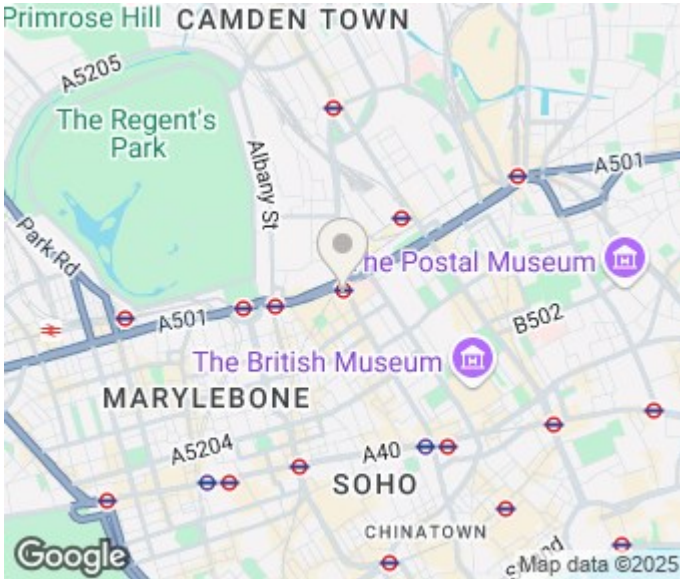 Primrose Hill
CAMDEN TOWN
A5205
The Regent's
Park
Albany St
A501
Park Rd
he Postal Museum
A501
B502
The British Museum
MARYLEBONE
A5204
A40
SOHO
CHINATOWN
Google
Map data ©2025